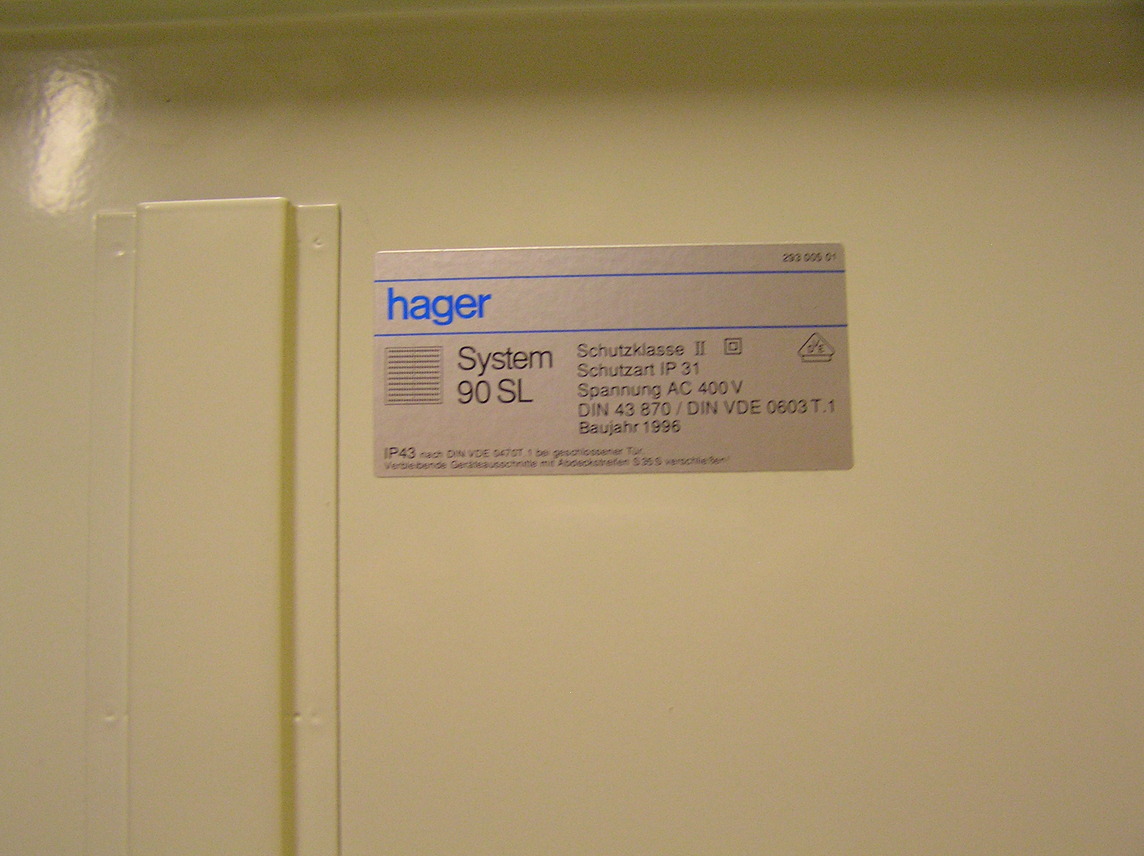 293 005 01
hager
System
90 SL
Schutzklasse II
Schutzart IP 31
Spannung AC 400 V
DIN 43 870 / DIN VDE 0603 T.1
Baujahr 1996
IP43 nach DIN VDE 0470T.1 bei geschlossener Tür.
Verbleibende Geräteausschnitte mit Abdeckstreifen S 35 S verschließen!